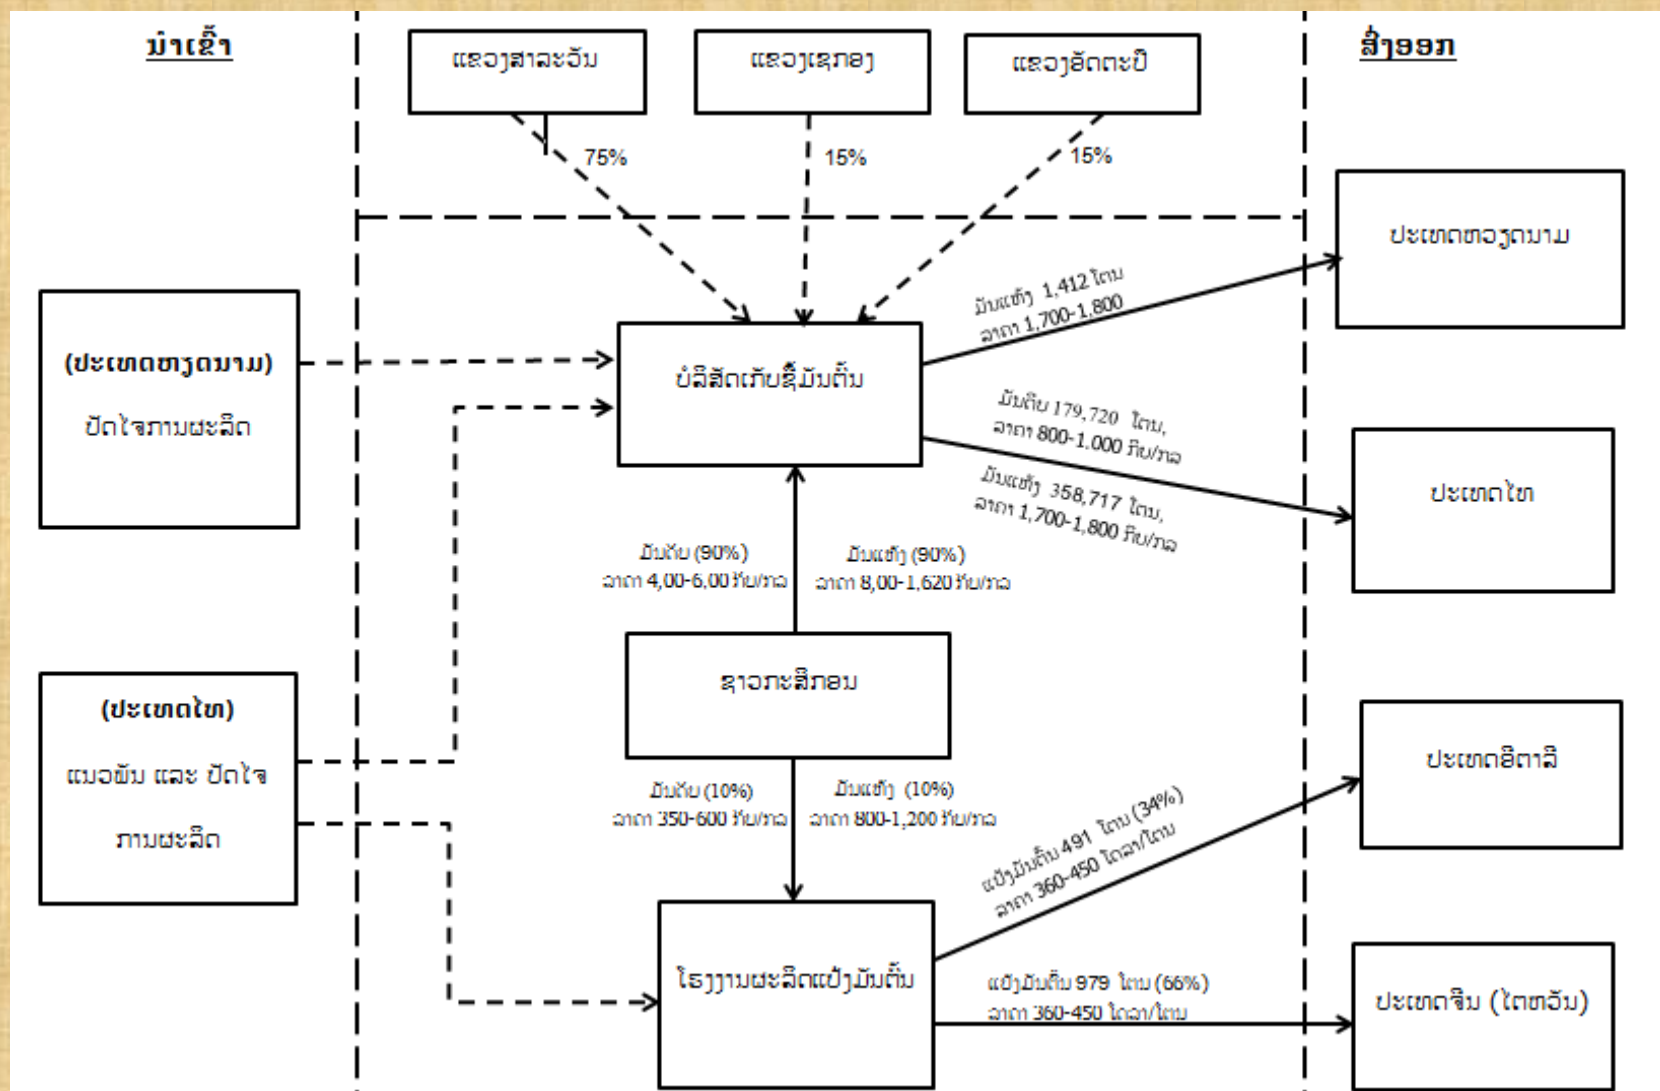 ນຳເຂົ້າ
ແຂວງສາລະວັນ
ແຂວງເຊກອງ
ແຂວງອັດຕະປື
ສົ່ງອອກ
75%
15%
15%
ປະເທດຫວຽດນາມ
ມັນແຫ້ງ 1,412 ໂຕນ
ລາຄາ 1,700-1,800
(ປະເທດຫຽດນາມ)
ປັດໄຈການຜະລິດ
ບໍລິສັດເກັບຊື້ມັນຕົ້ນ
ມັນດິບ 179,720 ໂຕນ,
ລາຄາ 800-1.000 ກີບ/ກລ
ມັນແຫ້ງ 358,717 ໂຕນ,
ລາຄາ 1,700-1,800 ກີບ/ກລ
ປະເທດໄທ
ມັນດິບ (90%)
ລາຄາ 4,00-6,00 ກີບ/ກລ
ມັນແຫ້ງ (90%)
ລາຄາ 8,00-1,620 ກີບ/ກລ
ຊາວກະສິກອນ
(ປະເທດໄທ)
ແນວພັນ ແລະ ປັດໄຈ
ການຜະລິດ
ມັນດິບ (10%)
ລາຄາ 350-600 ກີບ/ກລ
ມັນແຫ້ງ (10%)
ລາຄາ 800-1,200 ກີບ/ກລ
ປະເທດອີຕາລີ
ແປ້ງມັນຕົ້ນ 491 ໂຕນ (34%)
ລາຄາ 360-450 ໂດລາ/ໂຕນ
ໂຮງງານຜະລິດແປ້ງມັນຕົ້ນ
ແປ້ງມັນຕົ້ນ 979 ໂຕນ (66%)
ລາຄາ 360-450 ໂດລາ/ໂຕນ
ປະເທດຈີນ (ໄຕຫວັນ)